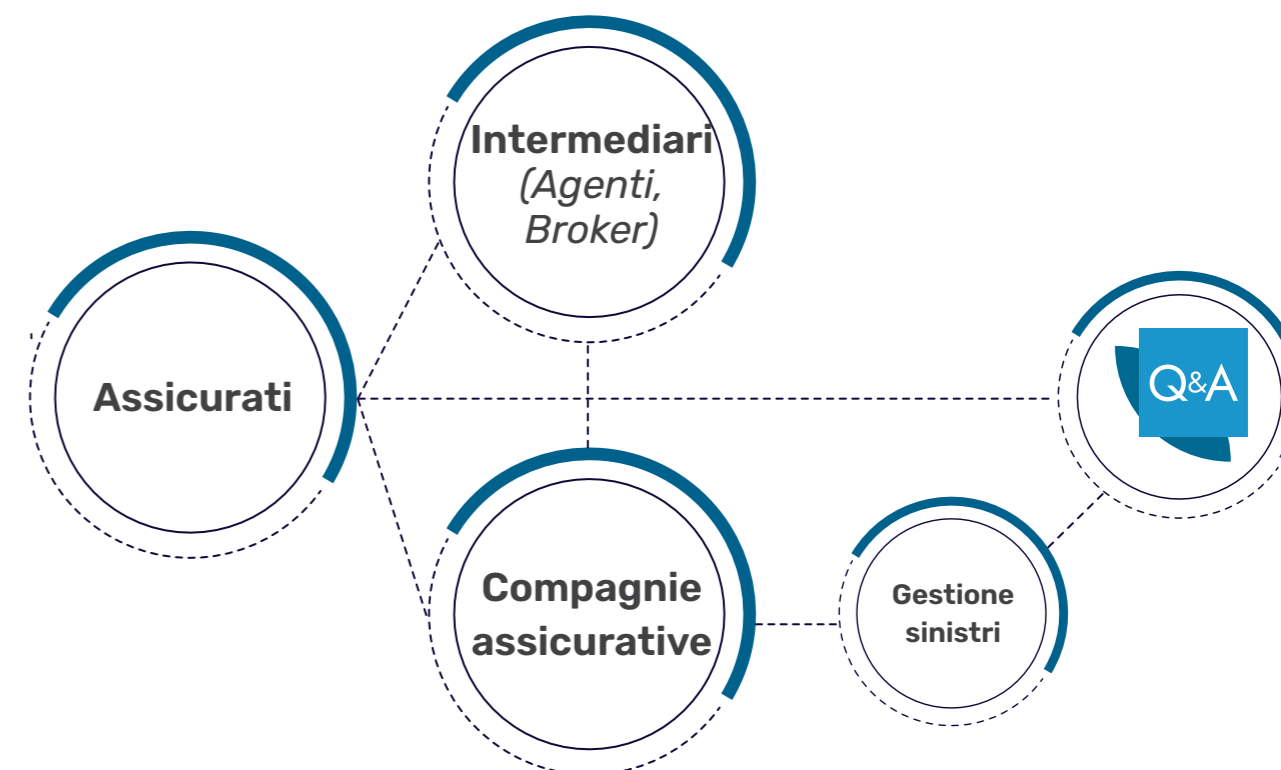 Intermediari
(Agenti,
Broker)
Assicurati
Q&A
Compagnie
assicurative
Gestione
sinistri